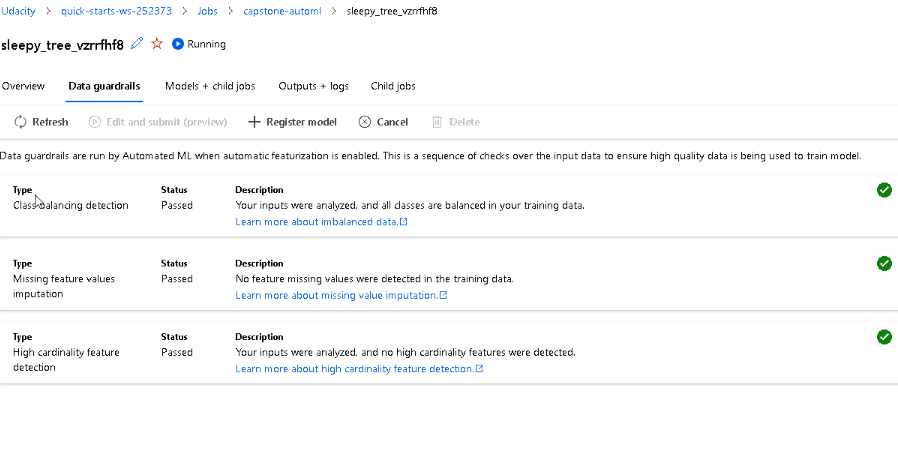 Udacity > quick-starts-ws-252373 > Jobs > capstone-automl > sleepy_tree_vzrrfhf8
sleepy_tree_vzrrfhf8 Running
Overview Data guardrails Models + child jobs Outputs + logs Child jobs
Refresh Edit and submit (preview) Register model Cancel Delete
Data guardrails are run by Automated ML when automatic featurization is enabled. This is a sequence of checks over the input data to ensure high quality data is being used to train model.
Type Status Description
Class balancing detection Passed Your inputs were analyzed, and all classes are balanced in your training data.
Learn more about imbalanced data.
Type Status Description
Missing feature values Passed No feature missing values were detected in the training data.
imputation Learn more about missing value imputation.
Type Status Description
High cardinality feature Passed Your inputs were analyzed, and no high cardinality features were detected.
detection Learn more about high cardinality feature detection.